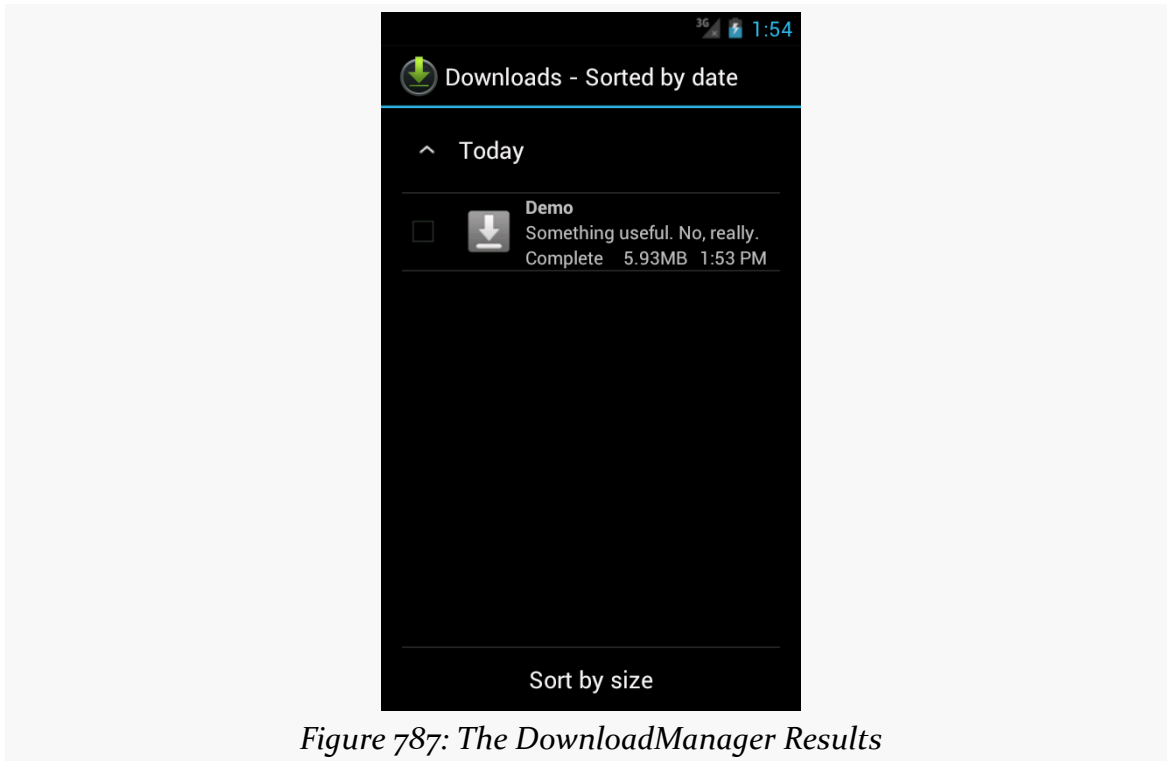 3G 1:54
Downloads - Sorted by date
Today
Demo
Something useful. No, really.
Complete 5.93MB 1:53 PM
Sort by size
Figure 787: The DownloadManager Results